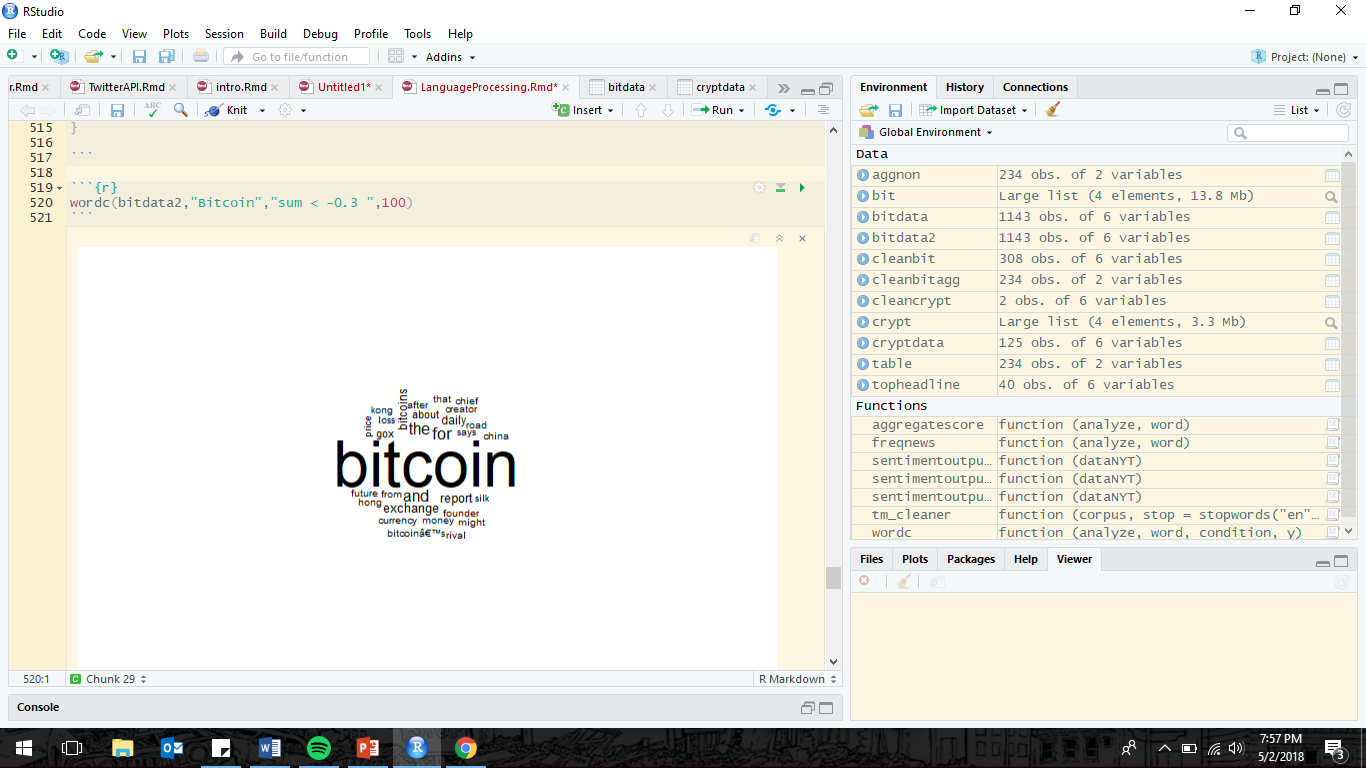 RStudio
File Edit Code View Plots Session Build Debug Profile Tools Help
Go to file/function Addins Project: (None)
r.Rmd TwitterAPI.Rmd intro.Rmd Untitled1* LanguageProcessing.Rmd* bitdata cryptdata
ABC Knit Insert Run
515 }
516
517 ```
518
519 ```{r}
520 wordc(bitdata2,"Bitcoin","sum < -0.3 ",100)
521 ```
bitcoins
after that chief
kong creator
price loss about daily road
gox the for says china
bitcoin
future from and report silk
hong exchange founder
currency money might
bitcoinâ€™s rival
520:1 Chunk 29 R Markdown
Console
Environment History Connections
Import Dataset List
Global Environment
Data
aggnon 234 obs. of 2 variables
bit Large list (4 elements, 13.8 Mb)
bitdata 1143 obs. of 6 variables
bitdata2 1143 obs. of 6 variables
cleanbit 308 obs. of 6 variables
cleanbitagg 234 obs. of 2 variables
cleancrypt 2 obs. of 6 variables
crypt Large list (4 elements, 3.3 Mb)
cryptdata 125 obs. of 6 variables
table 234 obs. of 2 variables
topheadline 40 obs. of 6 variables
Functions
aggregatescore function (analyze, word)
freqnews function (analyze, word)
sentimentoutpu… function (dataNYT)
sentimentoutpu… function (dataNYT)
sentimentoutpu… function (dataNYT)
tm_cleaner function (corpus, stop = stopwords("en"…
wordc function (analyze, word, condition, y)
Files Plots Packages Help Viewer
7:57 PM
5/2/2018
3